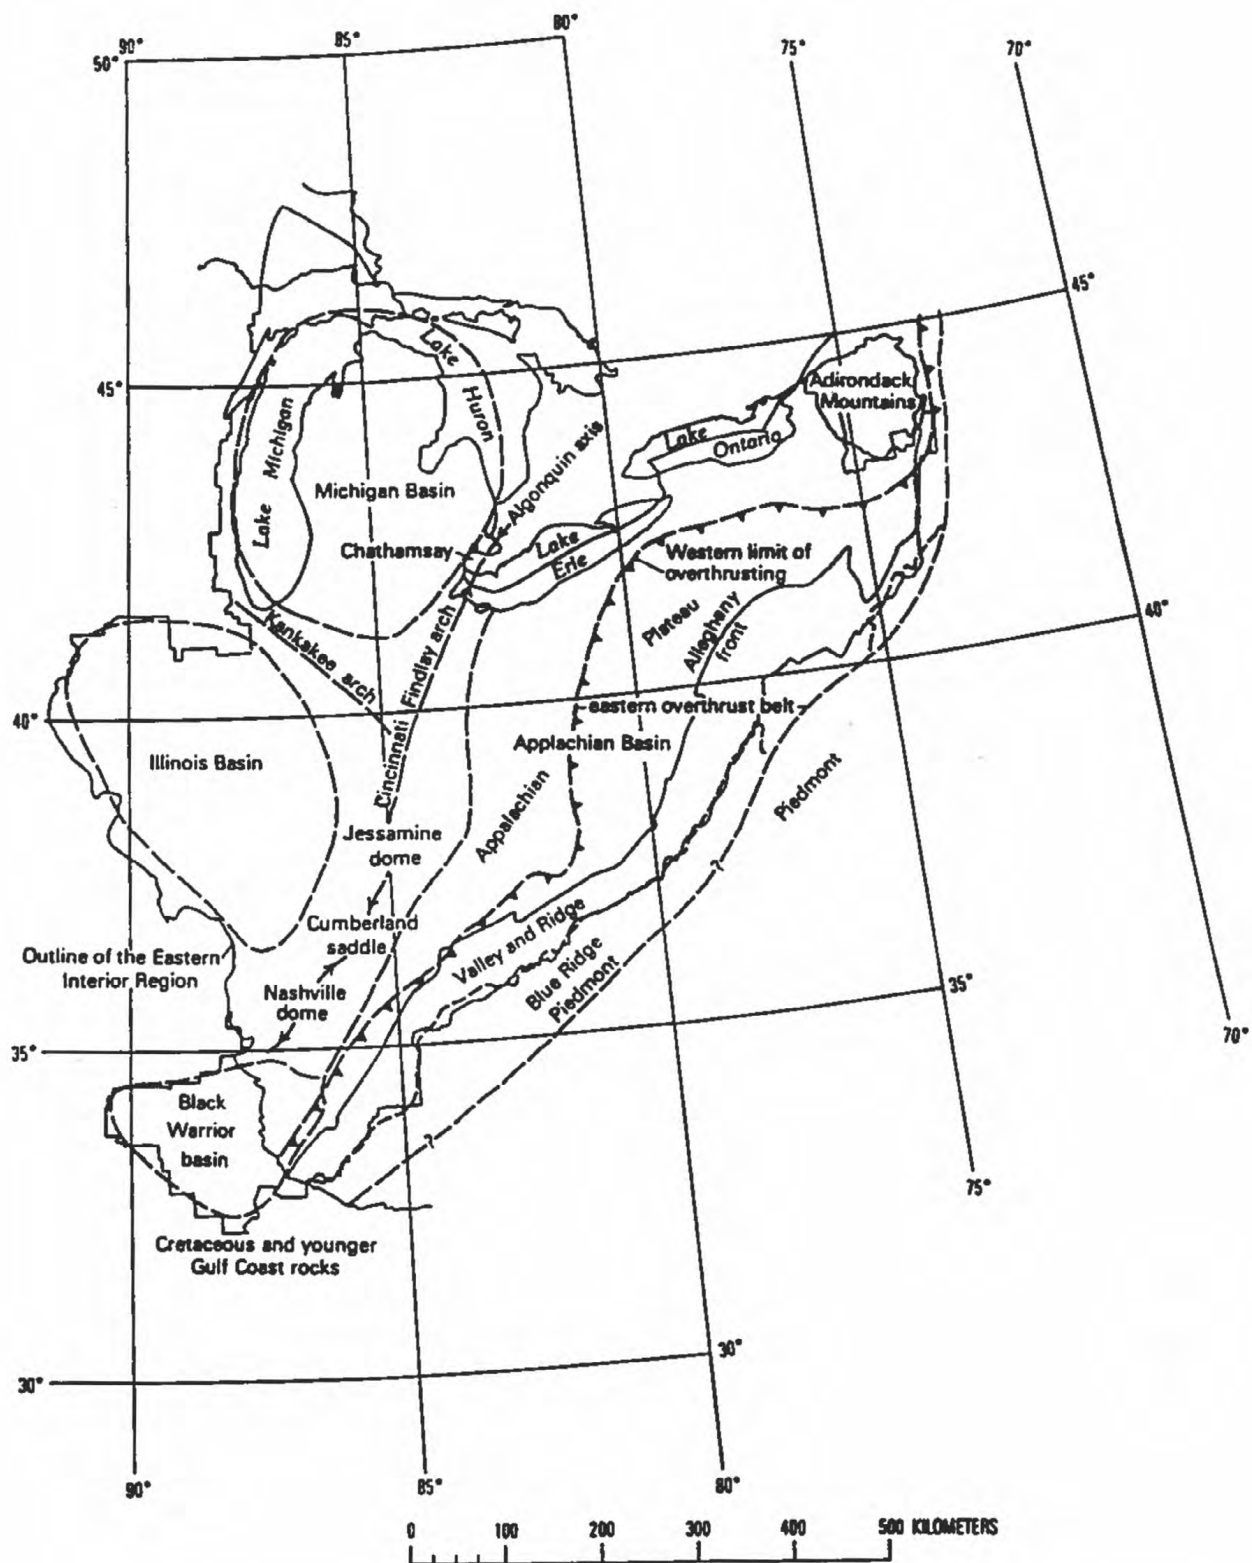 90°
85°
80°
75°
70°
50°
45°
45°
Lake
Huron
Lake Michigan
Michigan Basin
Algonquin axis
Lake
Ontario
Adirondack
Mountains
Chathamsay
Lake
Erie
Western limit of
overthrusting
Plateau
Allegheny
front
40°
Kankakee arch
Cincinnati Findlay arch
40°
eastern overthrust belt
Illinois Basin
Applachian Basin
Piedmont
Appalachian
Jessamine
dome
?
Cumberland
saddle
Valley and Ridge
Outline of the Eastern
Interior Region
Blue Ridge
Piedmont
Nashville
dome
35°
35°
70°
Black
Warrior
basin
?
75°
Cretaceous and younger
Gulf Coast rocks
30°
30°
90°
85°
80°
0 100 200 300 400 500 KILOMETERS